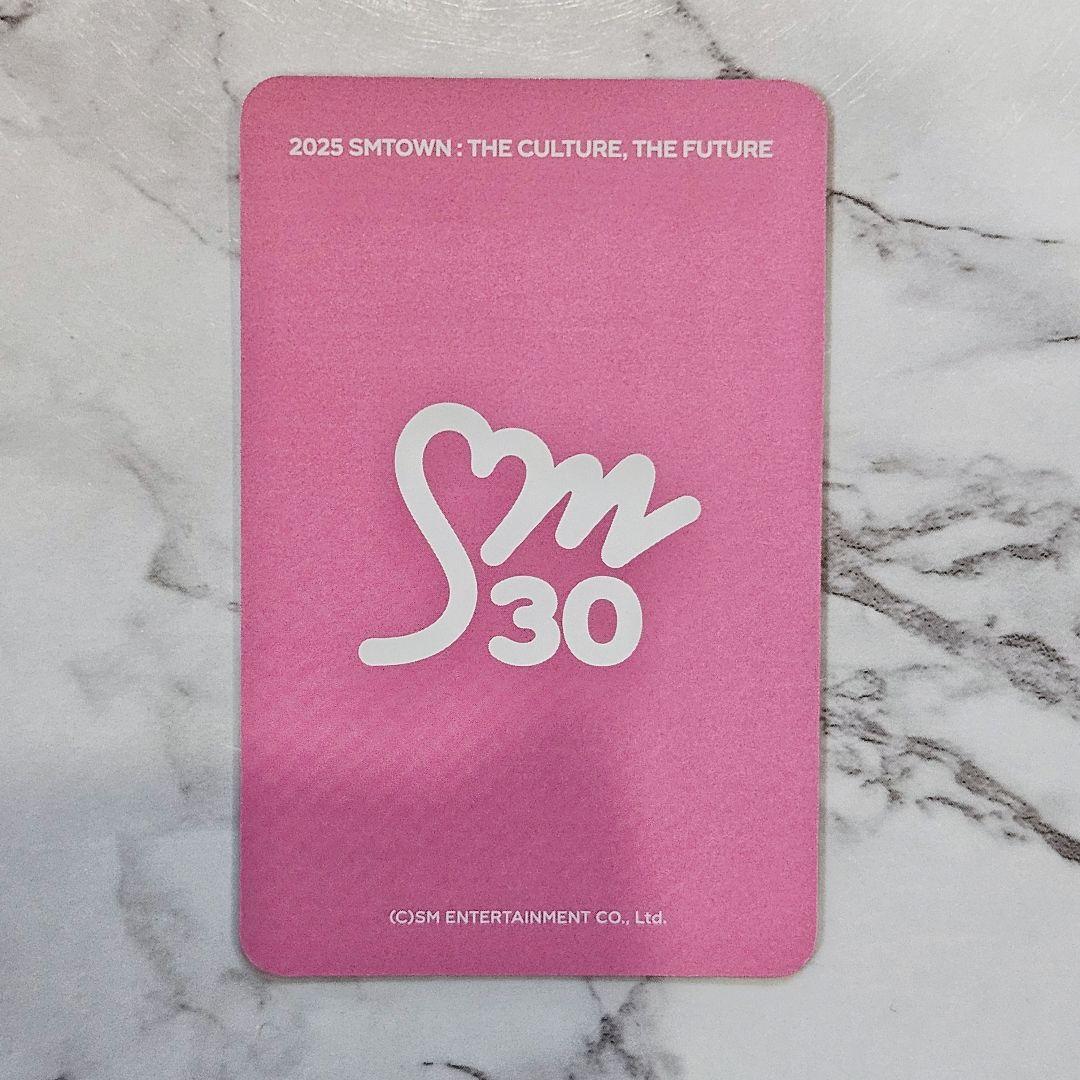 2025 SMTOWN : THE CULTURE, THE FUTURE
Sm
30
(C)SM ENTERTAINMENT CO., Ltd.